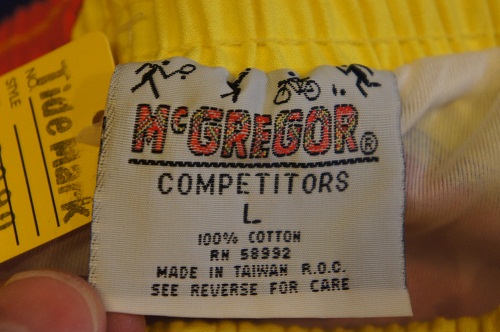 McGREGOR®
COMPETITORS
L
100% COTTON
RN 58992
MADE IN TAIWAN R.O.C.
SEE REVERSE FOR CARE
Tide Mark
NO.
STYLE